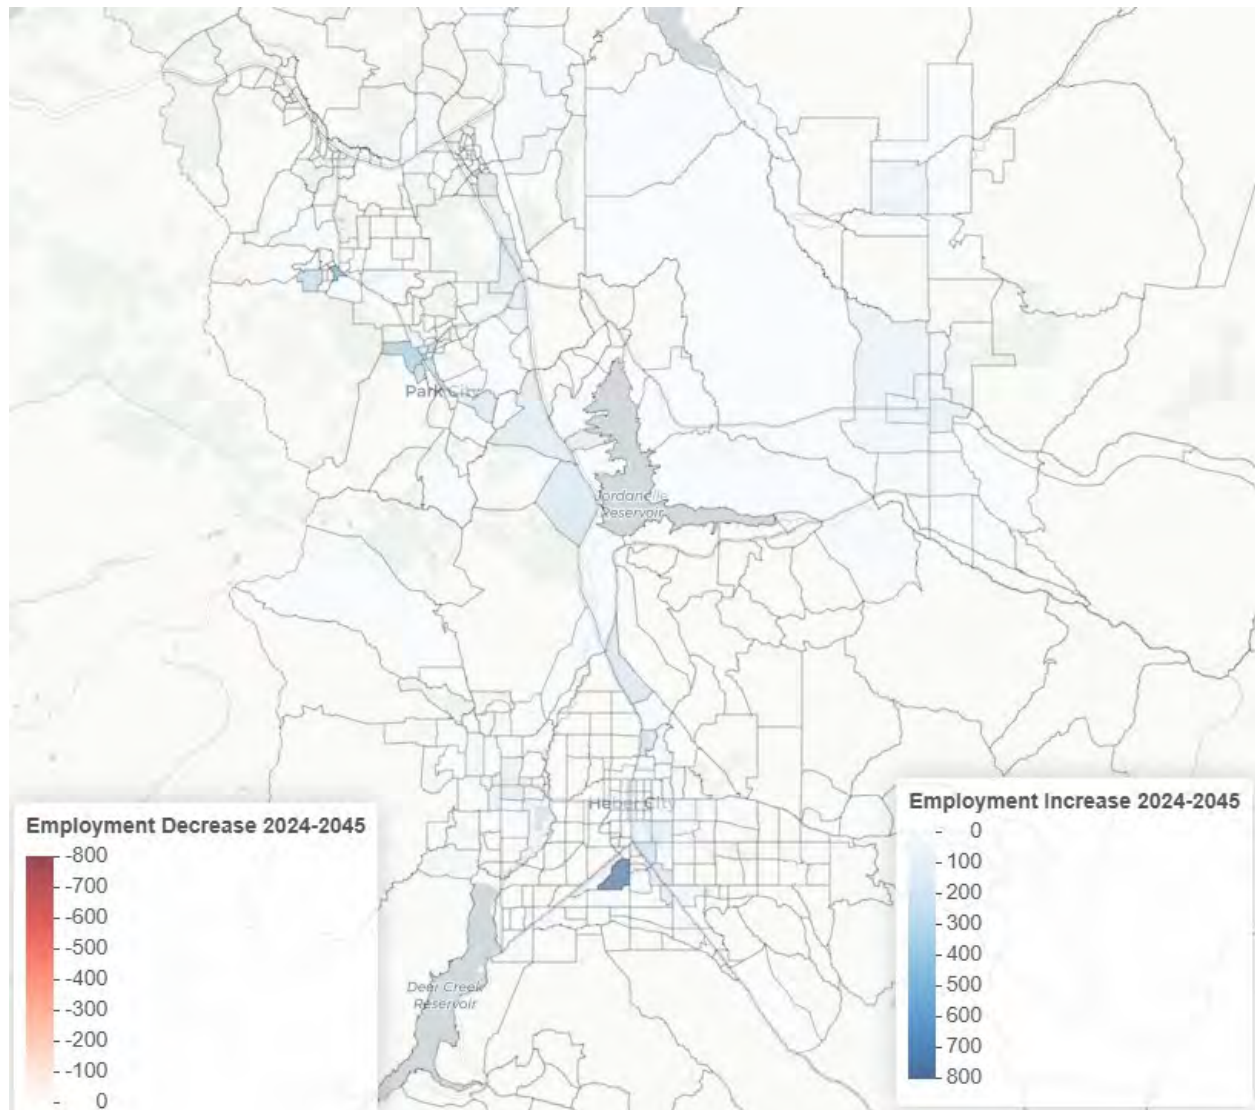 Park City
Jordanelle
Reservoir
Heber City
Deer Creek
Reservoir
Employment Decrease 2024-2045
-800
-700
-600
-500
-400
-300
-200
-100
0
Employment Increase 2024-2045
0
100
200
300
400
500
600
700
800